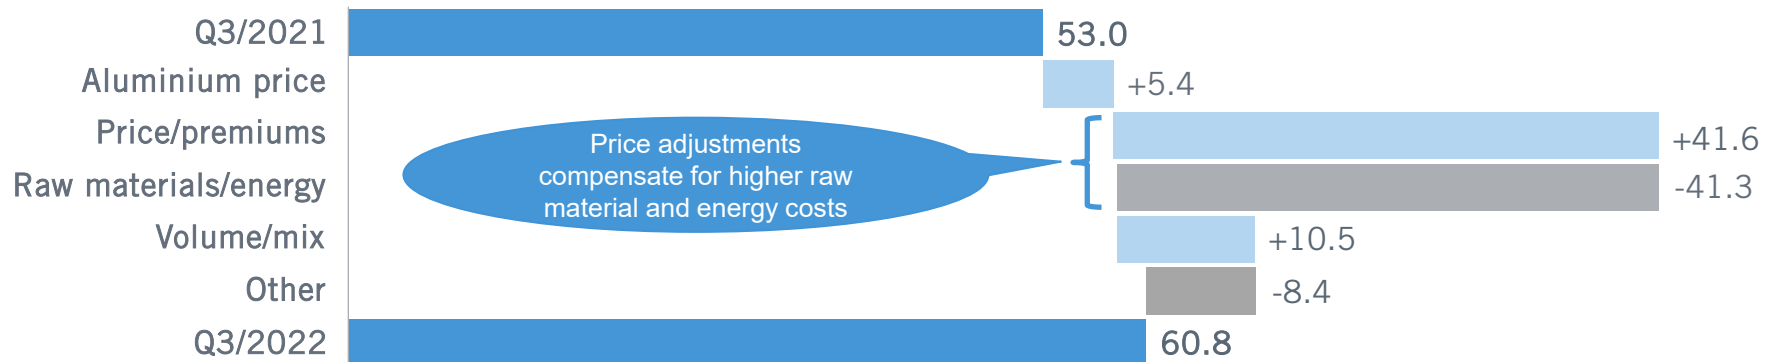 Q3/2021 53.0
Aluminium price +5.4
Price/premiums +41.6
Raw materials/energy -41.3
Price adjustments
compensate for higher raw
material and energy costs
Volume/mix +10.5
Other -8.4
Q3/2022 60.8